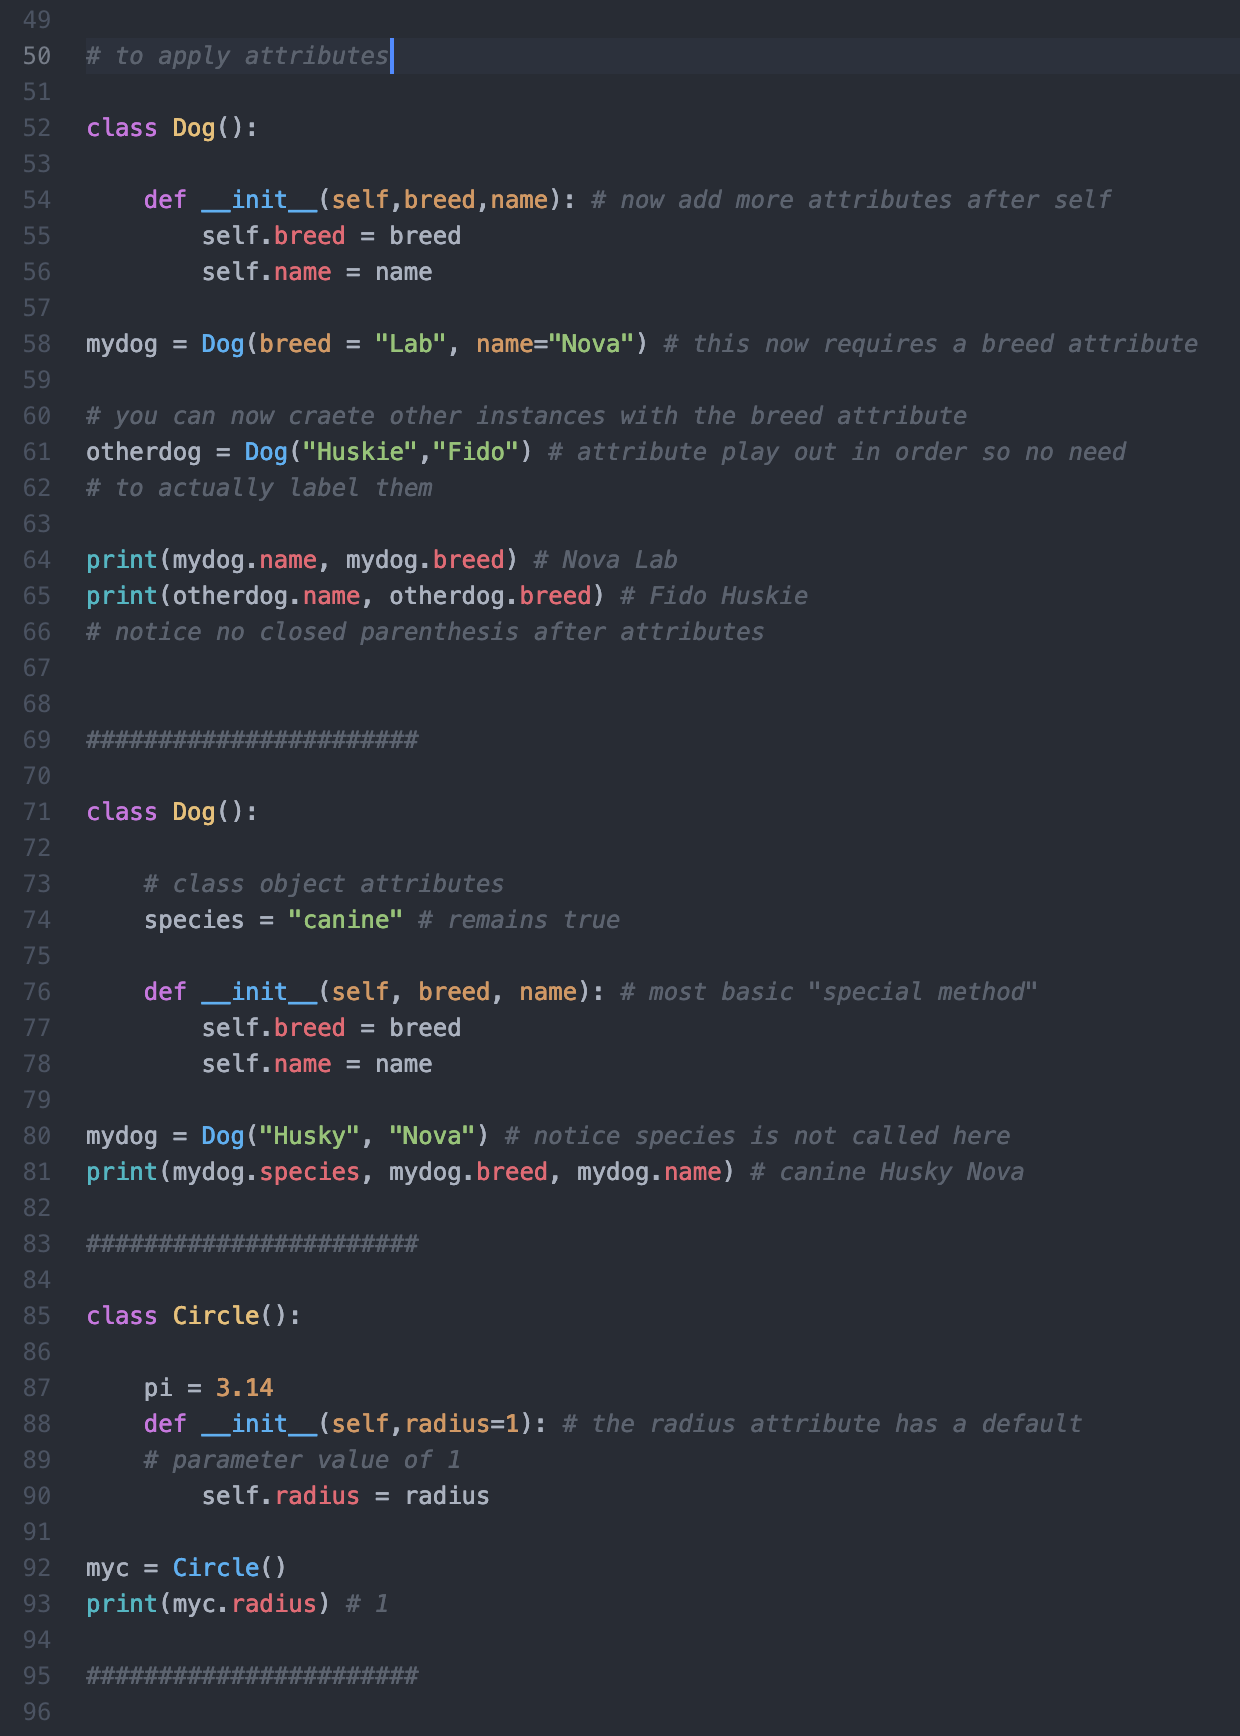 49
50 # to apply attributes
51
52 class Dog():
53
54     def __init__(self,breed,name): # now add more attributes after self
55         self.breed = breed
56         self.name = name
57
58 mydog = Dog(breed = "Lab", name="Nova") # this now requires a breed attribute
59
60 # you can now craete other instances with the breed attribute
61 otherdog = Dog("Huskie","Fido") # attribute play out in order so no need
62 # to actually label them
63
64 print(mydog.name, mydog.breed) # Nova Lab
65 print(otherdog.name, otherdog.breed) # Fido Huskie
66 # notice no closed parenthesis after attributes
67
68
69 #######################
70
71 class Dog():
72
73     # class object attributes
74     species = "canine" # remains true
75
76     def __init__(self, breed, name): # most basic "special method"
77         self.breed = breed
78         self.name = name
79
80 mydog = Dog("Husky", "Nova") # notice species is not called here
81 print(mydog.species, mydog.breed, mydog.name) # canine Husky Nova
82
83 #######################
84
85 class Circle():
86
87     pi = 3.14
88     def __init__(self,radius=1): # the radius attribute has a default
89     # parameter value of 1
90         self.radius = radius
91
92 myc = Circle()
93 print(myc.radius) # 1
94
95 #######################
96